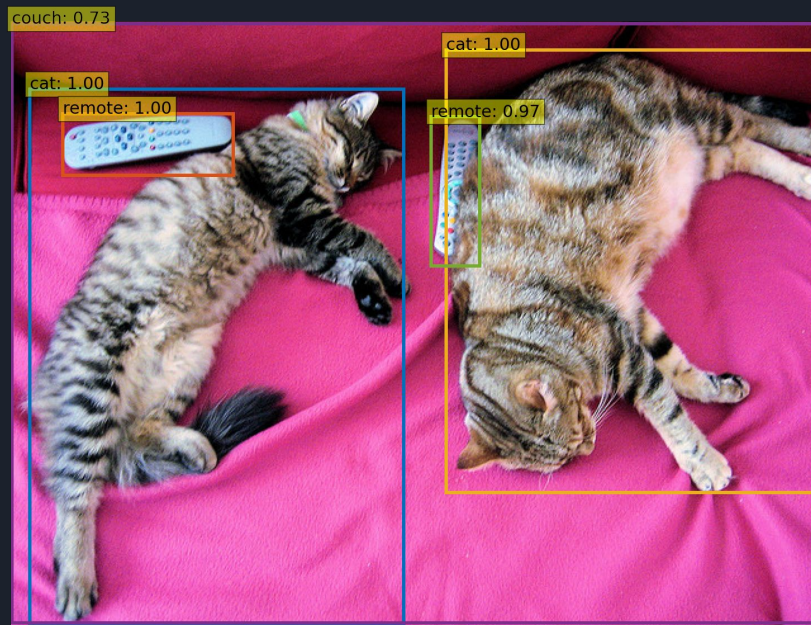 couch: 0.73
cat: 1.00
cat: 1.00
remote: 1.00
remote: 0.97